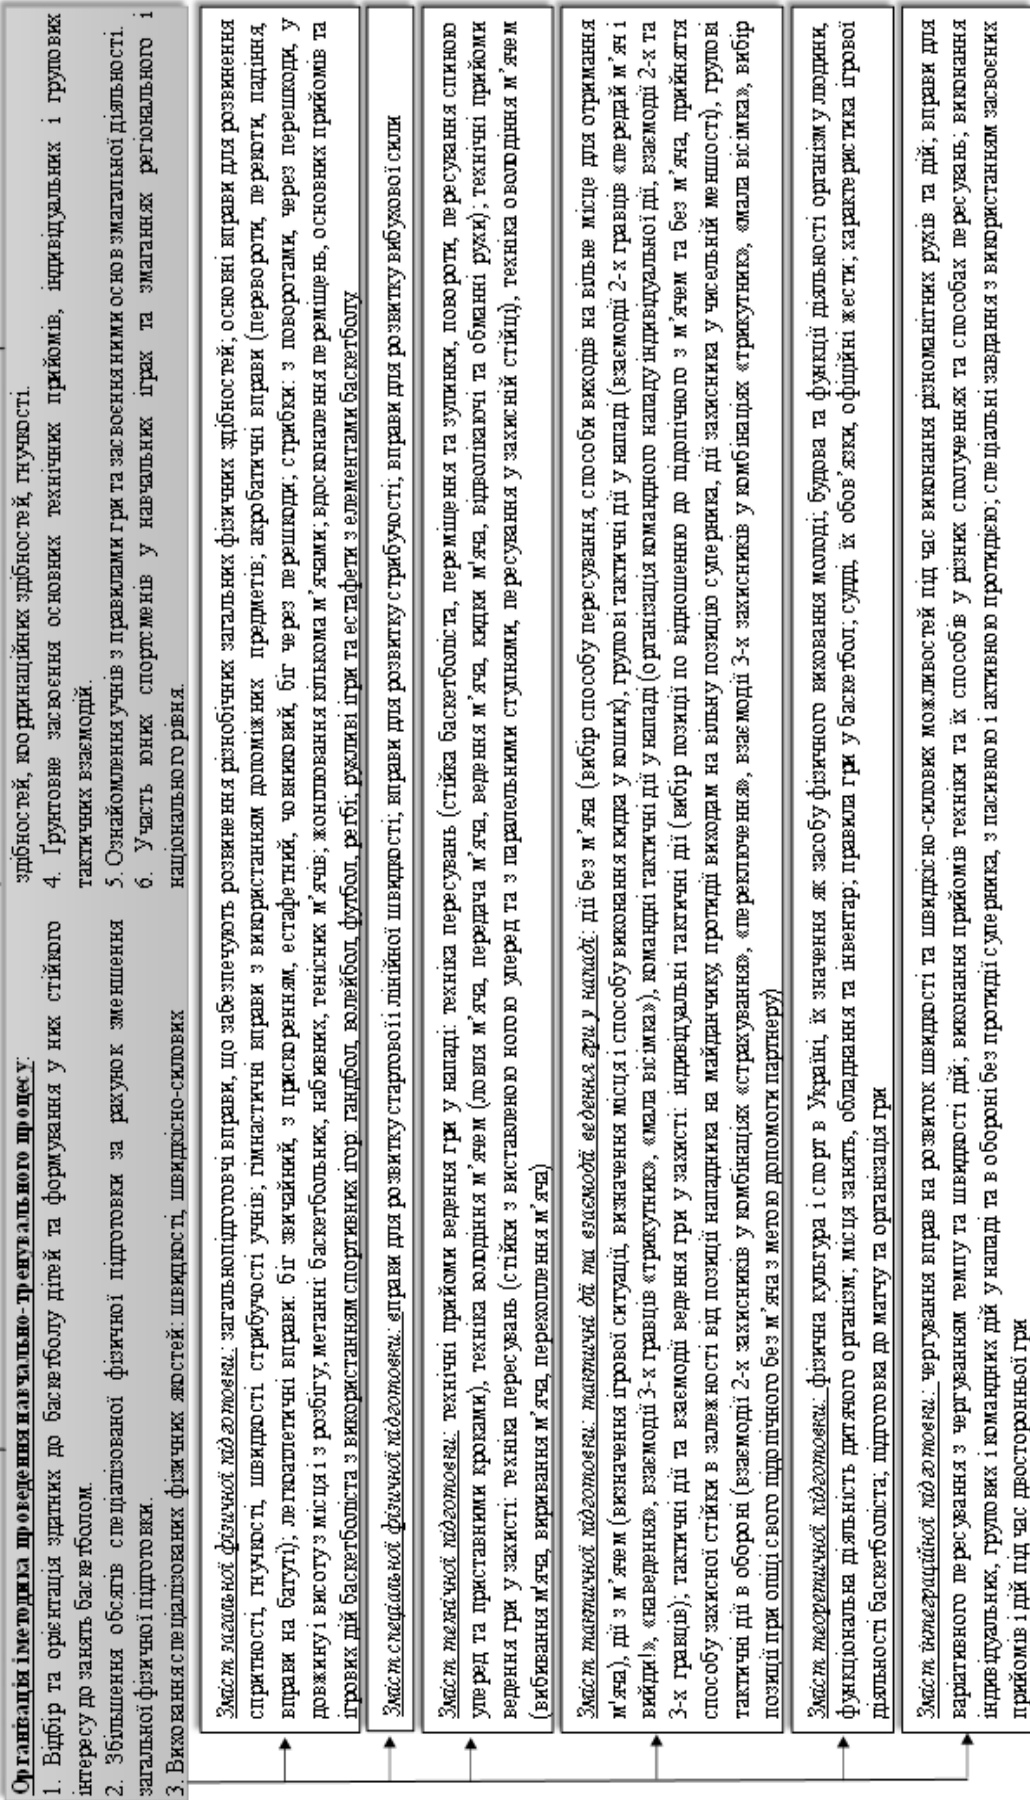 Організація і методика проведення навчально-тренувального процесу:
1. Відбір та орієнтація здатних до баскетболу дітей та формування у них стійкого
інтересу до занять баскетболом.
2. Збільшення обсягів спеціалізованої фізичної підготовки за рахунок зменшення
загальної фізичної підготовки.
3. Виховання спеціалізованих фізичних якостей: швидкості, швидкісно-силових
здібностей, координаційних здібностей, гнучкості.
4. Ґрунтовне засвоєння основних технічних прийомів, індивідуальних і групових
тактичних взаємодій.
5. Ознайомлення учнів з правилами гри та засвоєння ними основ змагальної діяльності.
6. Участь юних спортсменів у навчальних іграх та змаганнях регіонального і
національного рівня.
Зміст загальної фізичної підготовки: загальнопідготовчі вправи, що забезпечують розвинення різнобічних загальних фізичних здібностей; основні вправи для розвинення
спритності, гнучкості, швидкості стрибучості учнів; гімнастичні вправи з використанням допоміжних предметів; акробатичні вправи (перевороти, перекоти, падіння,
вправи на батуті); легкоатлетичні вправи: біг звичайний, з прискоренням, естафетний, човниковий, біг через перешкоди; стрибки: з поворотами, через перешкоди, у
довжину і висоту з місця і з розбігу, метанні баскетбольних, набивних, тенісних м’ячів; жонглювання кількома м’ячами; вдосконалення переміщень, основних прийомів та
ігрових дій баскетболіста з використанням спортивних ігор: гандбол, волейбол, футбол, регбі; рухливі ігри та естафети з елементами баскетболу
Зміст спеціальної фізичної підготовки: вправи для розвитку стартової і лінійної швидкості; вправи для розвитку стрибучості; вправи для розвитку вибухової сили
Зміст технічної підготовки: технічні прийоми ведення гри у нападі: техніка пересувань (стійка баскетболіста, переміщення та зупинки, повороти, пересування спиною
уперед та приставними кроками), техніка володіння м’ячем (ловля м’яча, передача м’яча, ведення м’яча, кидки м'яча, відволікаючі та обманні рухи); технічні прийоми
ведення гри у захисті: техніка пересувань (стійки з виставленою ногою уперед та з паралельними ступнями, пересування у захисній стійці), техніка оволодіння м’ячем
(вибивання м'яча, виривання м’яча, перехоплення м’яча)
Зміст тактичної підготовки: тактичні дії та взаємодії ведення гри у нападі: дії без м’яча (вибір способу пересування, способи виходів на вільне місце для отримання
м'яча), дії з м’ячем (визначення ігрової ситуації, визначення місця і способу виконання кидка у кошик), групові тактичні дії у нападі (взаємодії 2-х гравців «передай м’яч і
вийди!», «наведення», взаємодії 3-х гравців «трикутник», «мала вісімка»), командні тактичні дії у нападі (організація командного нападу індивідуальної дії, взаємодії 2-х та
3-х гравців); тактичні дії та взаємодії ведення гри у захисті: індивідуальні тактичні дії (вибір позиції по відношенню до підопічного з м’ячем та без м’яча, прийняття
способу захисної стійки в залежності від позиції нападника на майданчику, протидії виходам на вільну позицію суперника, дії захисника у чисельній меншості), групові
тактичні дії в обороні (взаємодії 2-х захисників у комбінаціях «страхування», «переключення», взаємодії 3-х захисників у комбінаціях «трикутник», «мала вісімка», вибір
позиції при опіці свого підопічного без м’яча з метою допомоги партнеру)
Зміст теоретичної підготовки: фізична культура і спорт в Україні, їх значення як засобу фізичного виховання молоді; будова та функції діяльності організму людини,
функціональна діяльність дитячого організм; місця занять, обладнання та інвентар; правила гри у баскетбол; судді, їх обов’язки, офіційні жести; характеристика ігрової
діяльності баскетболіста; підготовка до матчу та організація гри
Зміст інтеграційної підготовки: чергування вправ на розвиток швидкості та швидкісно-силових можливостей під час виконання різноманітних рухів та дій; вправи для
варіативного пересування з чергуванням темпу та швидкості дій; виконання прийомів техніки та їх способів у різних сполученнях та способах пересувань; виконання
індивідуальних, групових і командних дій у нападі та в обороні без протидії суперника, з пасивною і активною протидією; спеціальні завдання з використанням засвоєних
прийомів і дій під час двосторонньої гри